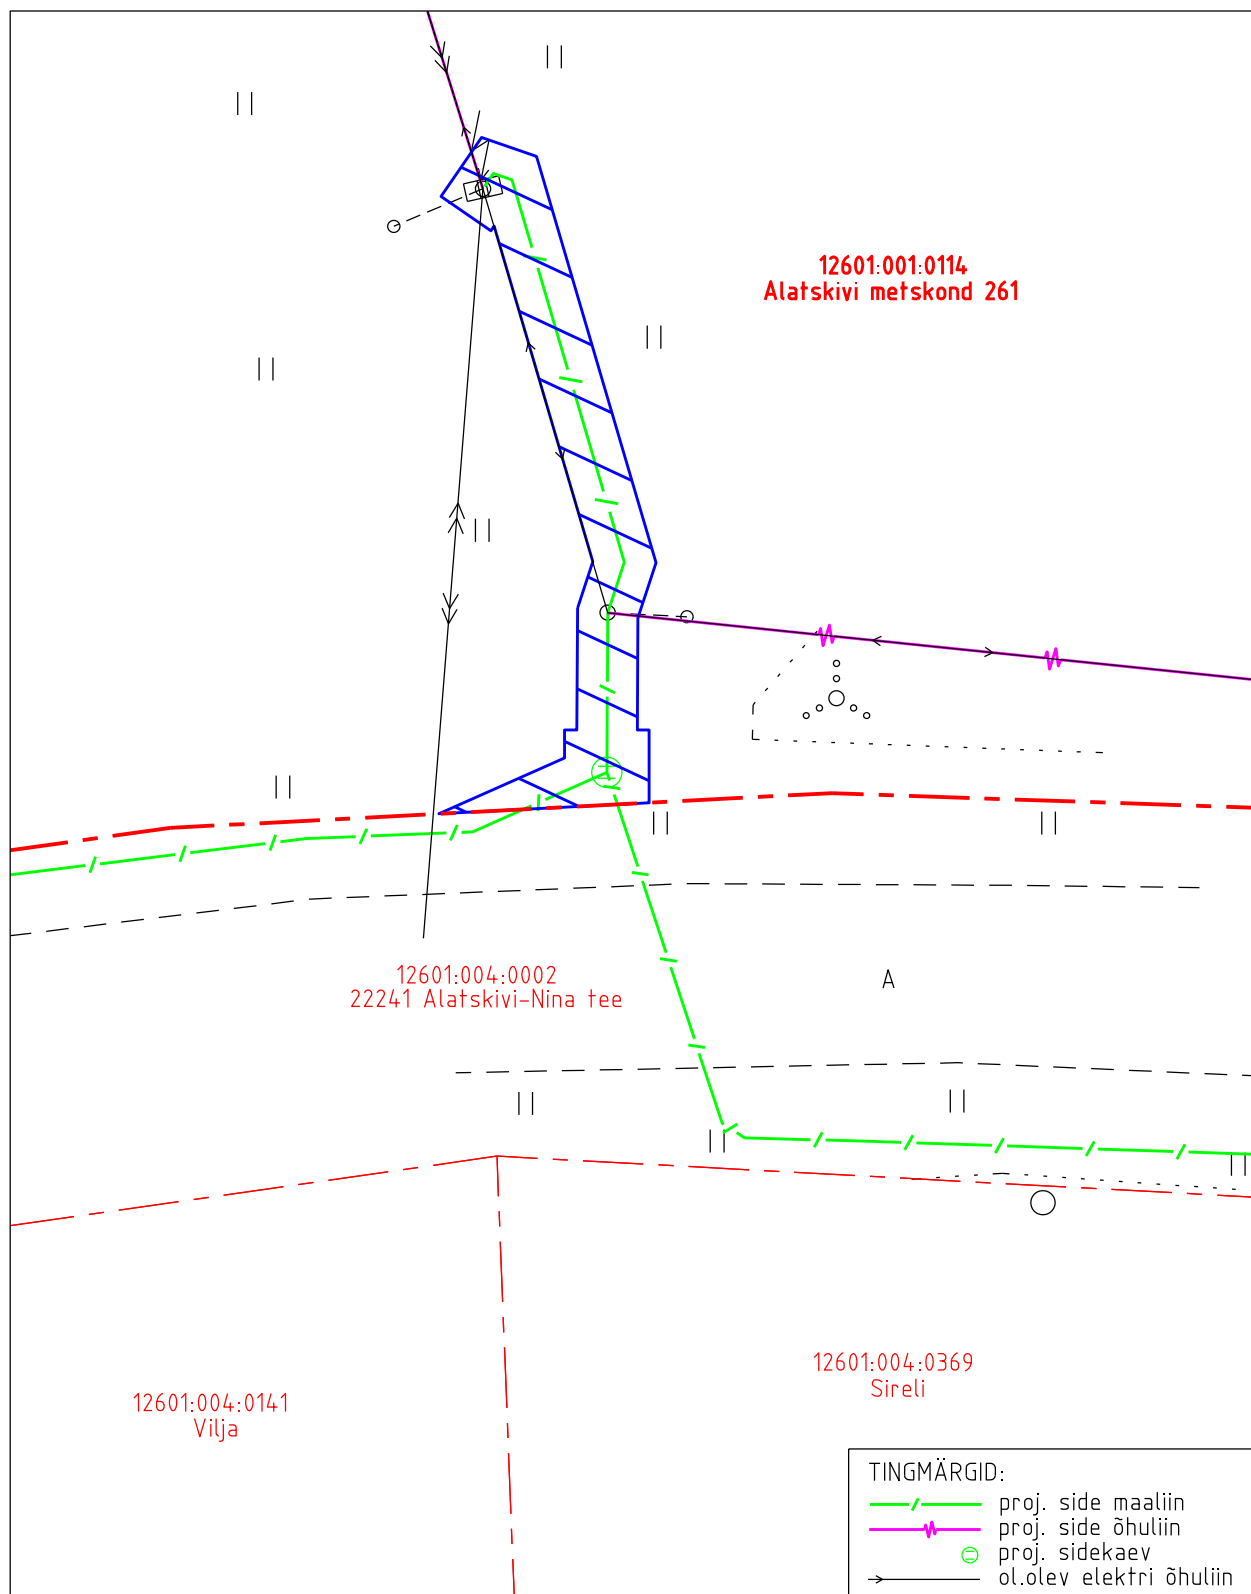 12601:001:0114
Alatskivi metskond 261
12601:004:0002
22241 Alatskivi-Nina tee
A
12601:004:0369
Sireli
12601:004:0141
Vilja
TINGMÄRGID:
proj. side maaliin
proj. side õhuliin
proj. sidekaev
ol.olev elektri õhuliin